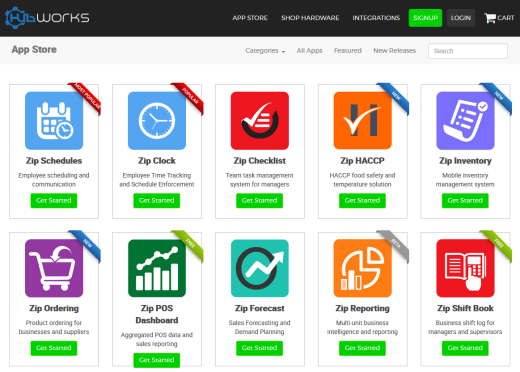 HubWORKS
APP STORE SHOP HARDWARE INTEGRATIONS SIGNUP LOGIN CART
App Store Categories All Apps Featured New Releases Search
MOST POPULAR POPULAR NEW NEW
Zip Schedules Zip Clock Zip Checklist Zip HACCP Zip Inventory
Employee scheduling and Employee Time Tracking Team task management HACCP food safety and Mobile inventory
communication and Schedule Enforcement system for managers temperature solution management system
Get Started Get Started Get Started Get Started Get Started
NEW FREE BETA FREE
Zip Ordering Zip POS Zip Forecast Zip Reporting Zip Shift Book
Dashboard
Product ordering for Sales Forecasting and Multi-unit business Business shift log for
businesses and suppliers Aggregated POS data and Demand Planning intelligence and reporting managers and supervisors
sales reporting
Get Started Get Started Get Started Get Started Get Started